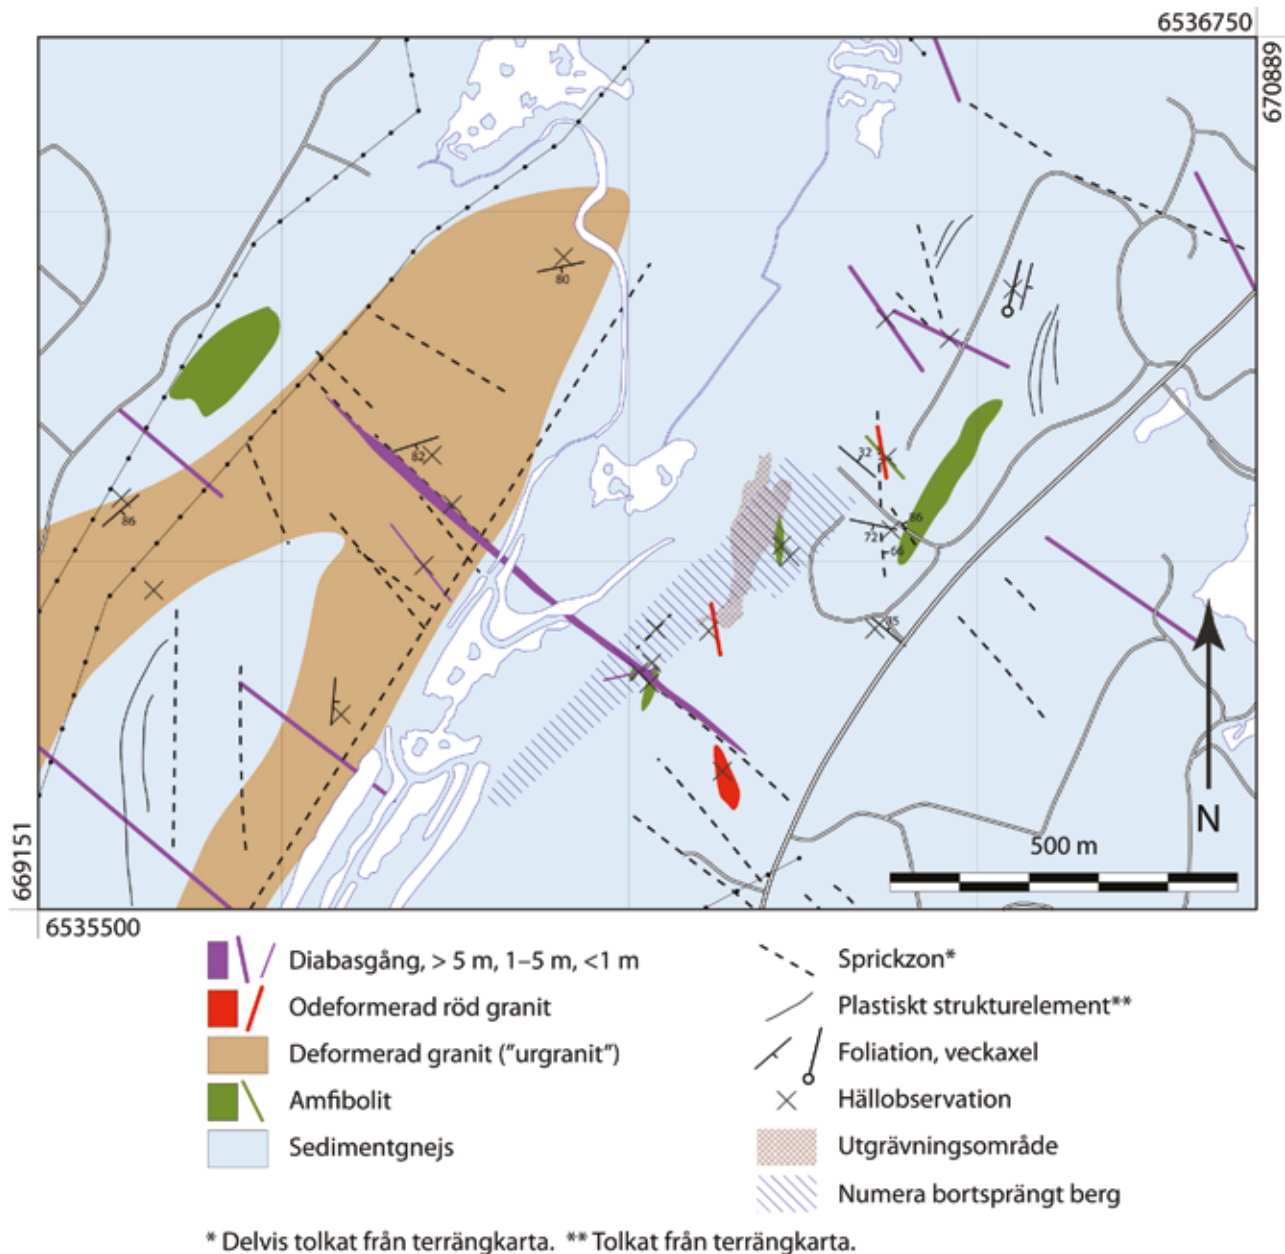 6536750
670889
80
82
86
32
86
72
66
35
N
500 m
669151
6535500
Diabasgång, > 5 m, 1–5 m, <1 m
Odeformerad röd granit
Deformerad granit (”urgranit”)
Amfibolit
Sedimentgnejs
Sprickzon*
Plastiskt strukturelement**
Foliation, veckaxel
Hällobservation
Utgrävningsområde
Numera bortsprängt berg
* Delvis tolkat från terrängkarta. ** Tolkat från terrängkarta.